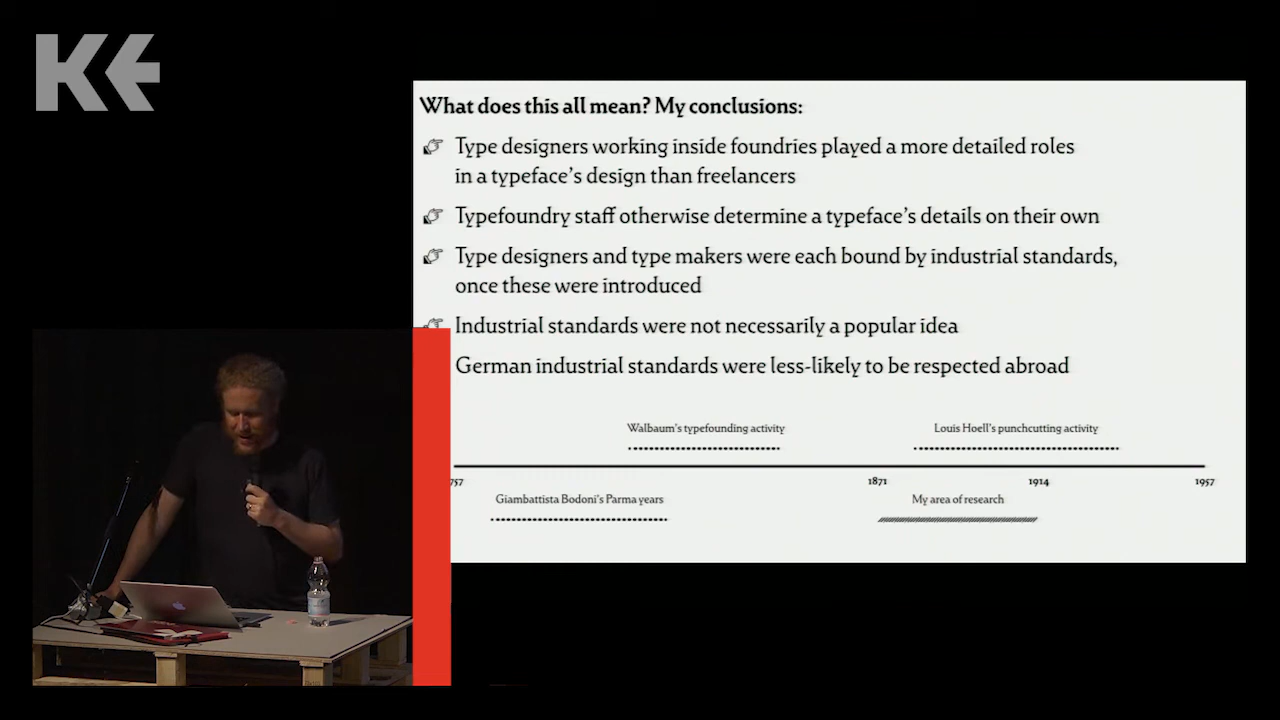 KE
What does this all mean? My conclusions:
Type designers working inside foundries played a more detailed roles
in a typeface's design than freelancers
Typefoundry staff otherwise determine a typeface's details on their own
Type designers and type makers were each bound by industrial standards,
once these were introduced
Industrial standards were not necessarily a popular idea
German industrial standards were less-likely to be respected abroad
Walbaum's typefounding activity
Louis Hoell's punchcutting activity
757
1871
1914
1957
Giambattista Bodoni's Parma years
My area of research